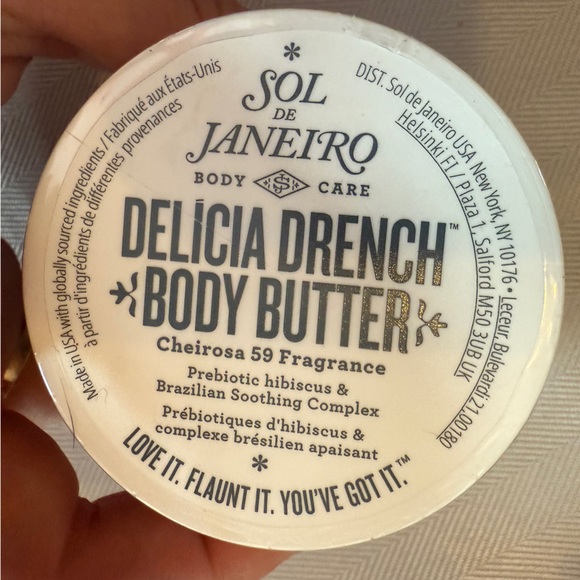 SOL
DE
JANEIRO
BODY CARE
DELÍCIA DRENCH™
BODY BUTTER
Cheirosa 59 Fragrance
Prebiotic hibiscus &
Brazilian Soothing Complex
Prébiotiques d'hibiscus &
complexe brésilien apaisant
LOVE IT. FLAUNT IT. YOU'VE GOT IT.™
Made in USA with globally sourced ingredients / Fabriqué aux États-Unis
à partir d'ingrédients de différentes provenances
DIST. Sol de Janeiro USA New York, NY 10176 • Leceur, Bulevardi 21, 00180
Helsinki FI / Plaza 1, Salford M50 3UB UK